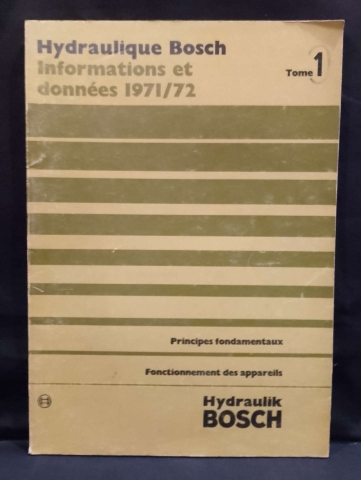 Hydraulique Bosch
Informations et
données 1971/72
Tome 1
Principes fondamentaux
Fonctionnement des appareils
Hydraulik
BOSCH